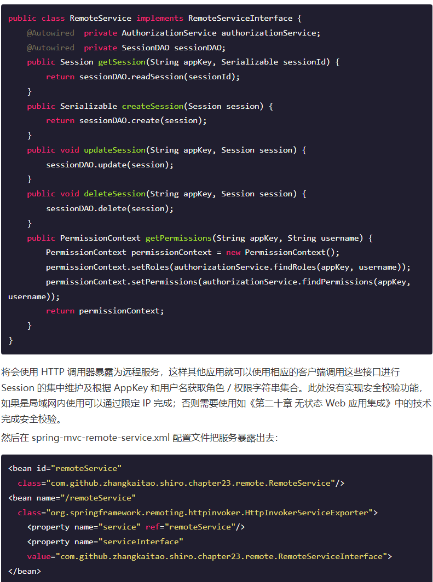 public class RemoteService implements RemoteServiceInterface {
@Autowired  private AuthorizationService authorizationService;
@Autowired  private SessionDAO sessionDAO;
public Session getSession(String appKey, Serializable sessionId) {
return sessionDAO.readSession(sessionId);
}
public Serializable createSession(Session session) {
return sessionDAO.create(session);
}
public void updateSession(String appKey, Session session) {
sessionDAO.update(session);
}
public void deleteSession(String appKey, Session session) {
sessionDAO.delete(session);
}
public PermissionContext getPermissions(String appKey, String username) {
PermissionContext permissionContext = new PermissionContext();
permissionContext.setRoles(authorizationService.findRoles(appKey, username));
permissionContext.setPermissions(authorizationService.findPermissions(appKey,
username));
return permissionContext;
}
}
将会使用 HTTP 调用器暴露为远程服务，这样其他应用就可以使用相应的客户端调用这些接口进行
Session 的集中维护及根据 AppKey 和用户名获取角色 / 权限字符串集合。此处没有实现安全校验功能，
如果是局域网内使用可以通过限定 IP 完成；否则需要使用如《第二十章 无状态 Web 应用集成》中的技术
完成安全校验。
然后在 spring-mvc-remote-service.xml 配置文件把服务暴露出去：
<bean id="remoteService"
class="com.github.zhangkaitao.shiro.chapter23.remote.RemoteService"/>
<bean name="/remoteService"
class="org.springframework.remoting.httpinvoker.HttpInvokerServiceExporter">
<property name="service" ref="remoteService"/>
<property name="serviceInterface"
value="com.github.zhangkaitao.shiro.chapter23.remote.RemoteServiceInterface">
</bean>